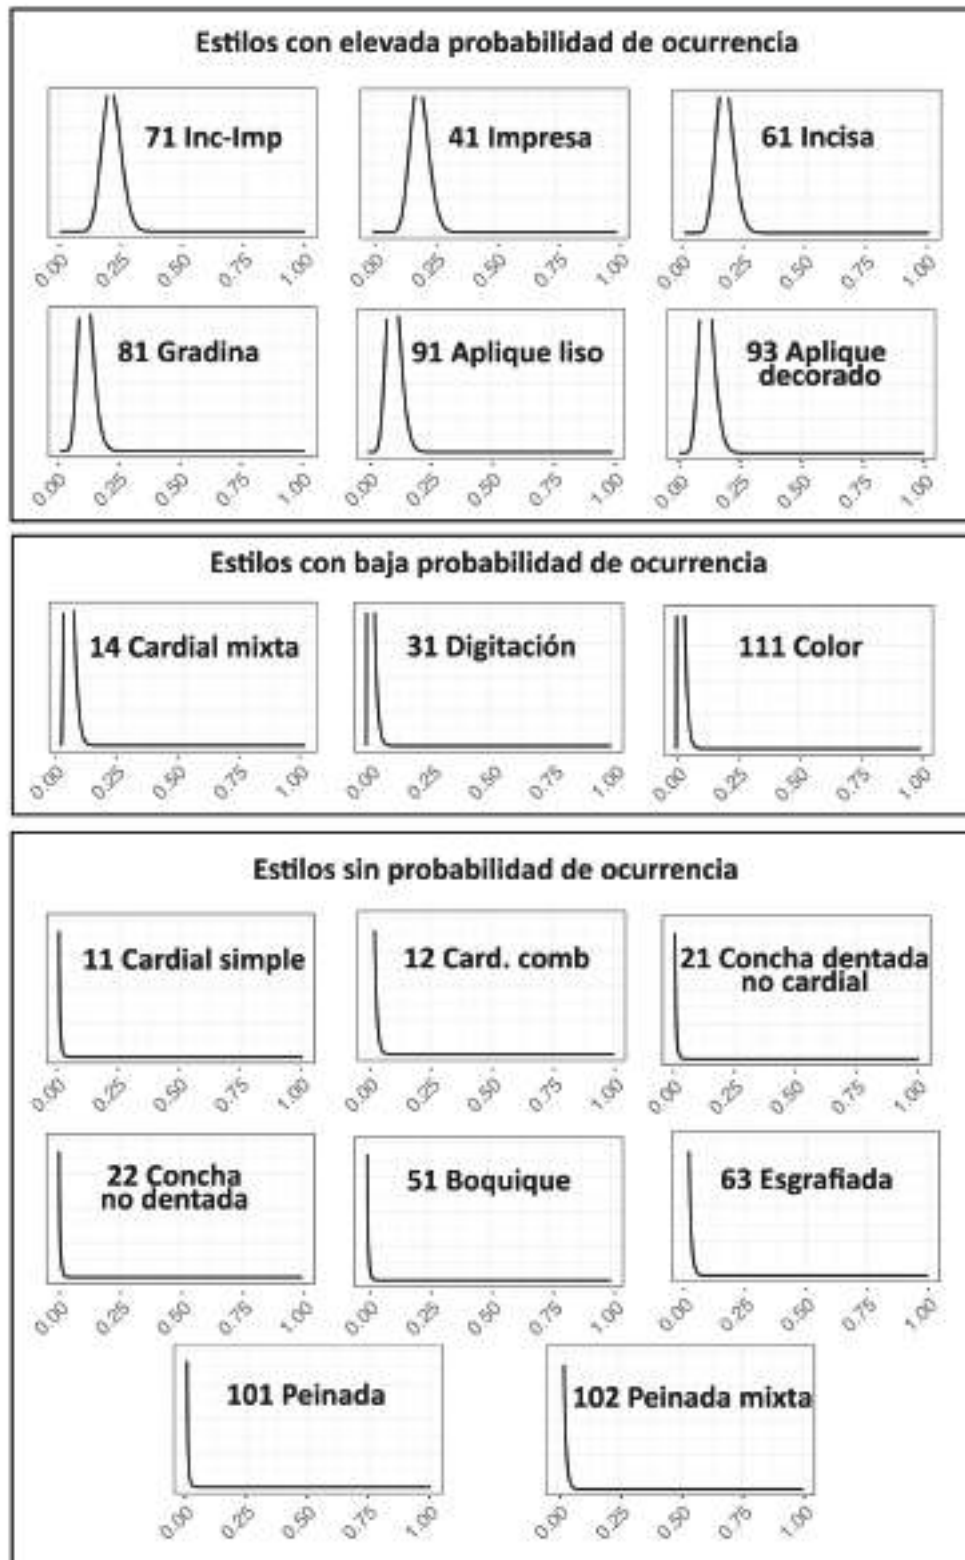 Estilos con elevada probabilidad de ocurrencia
71 Inc-Imp
41 Impresa
61 Incisa
0.00 0.25 0.50 0.75 1.00
0.00 0.25 0.50 0.75 1.00
0.00 0.25 0.50 0.75 1.00
81 Gradina
91 Aplique liso
93 Aplique
decorado
0.00 0.25 0.50 0.75 1.00
0.00 0.25 0.50 0.75 1.00
0.00 0.25 0.50 0.75 1.00
Estilos con baja probabilidad de ocurrencia
14 Cardial mixta
31 Digitación
111 Color
0.00 0.25 0.50 0.75 1.00
0.00 0.25 0.50 0.75 1.00
0.00 0.25 0.50 0.75 1.00
Estilos sin probabilidad de ocurrencia
11 Cardial simple
12 Card. comb
21 Concha dentada
no cardial
0.00 0.25 0.50 0.75 1.00
0.00 0.25 0.50 0.75 1.00
0.00 0.25 0.50 0.75 1.00
22 Concha
no dentada
51 Boquique
63 Esgrafiada
0.00 0.25 0.50 0.75 1.00
0.00 0.25 0.50 0.75 1.00
0.00 0.25 0.50 0.75 1.00
101 Peinada
102 Peinada mixta
0.00 0.25 0.50 0.75 1.00
0.00 0.25 0.50 0.75 1.00